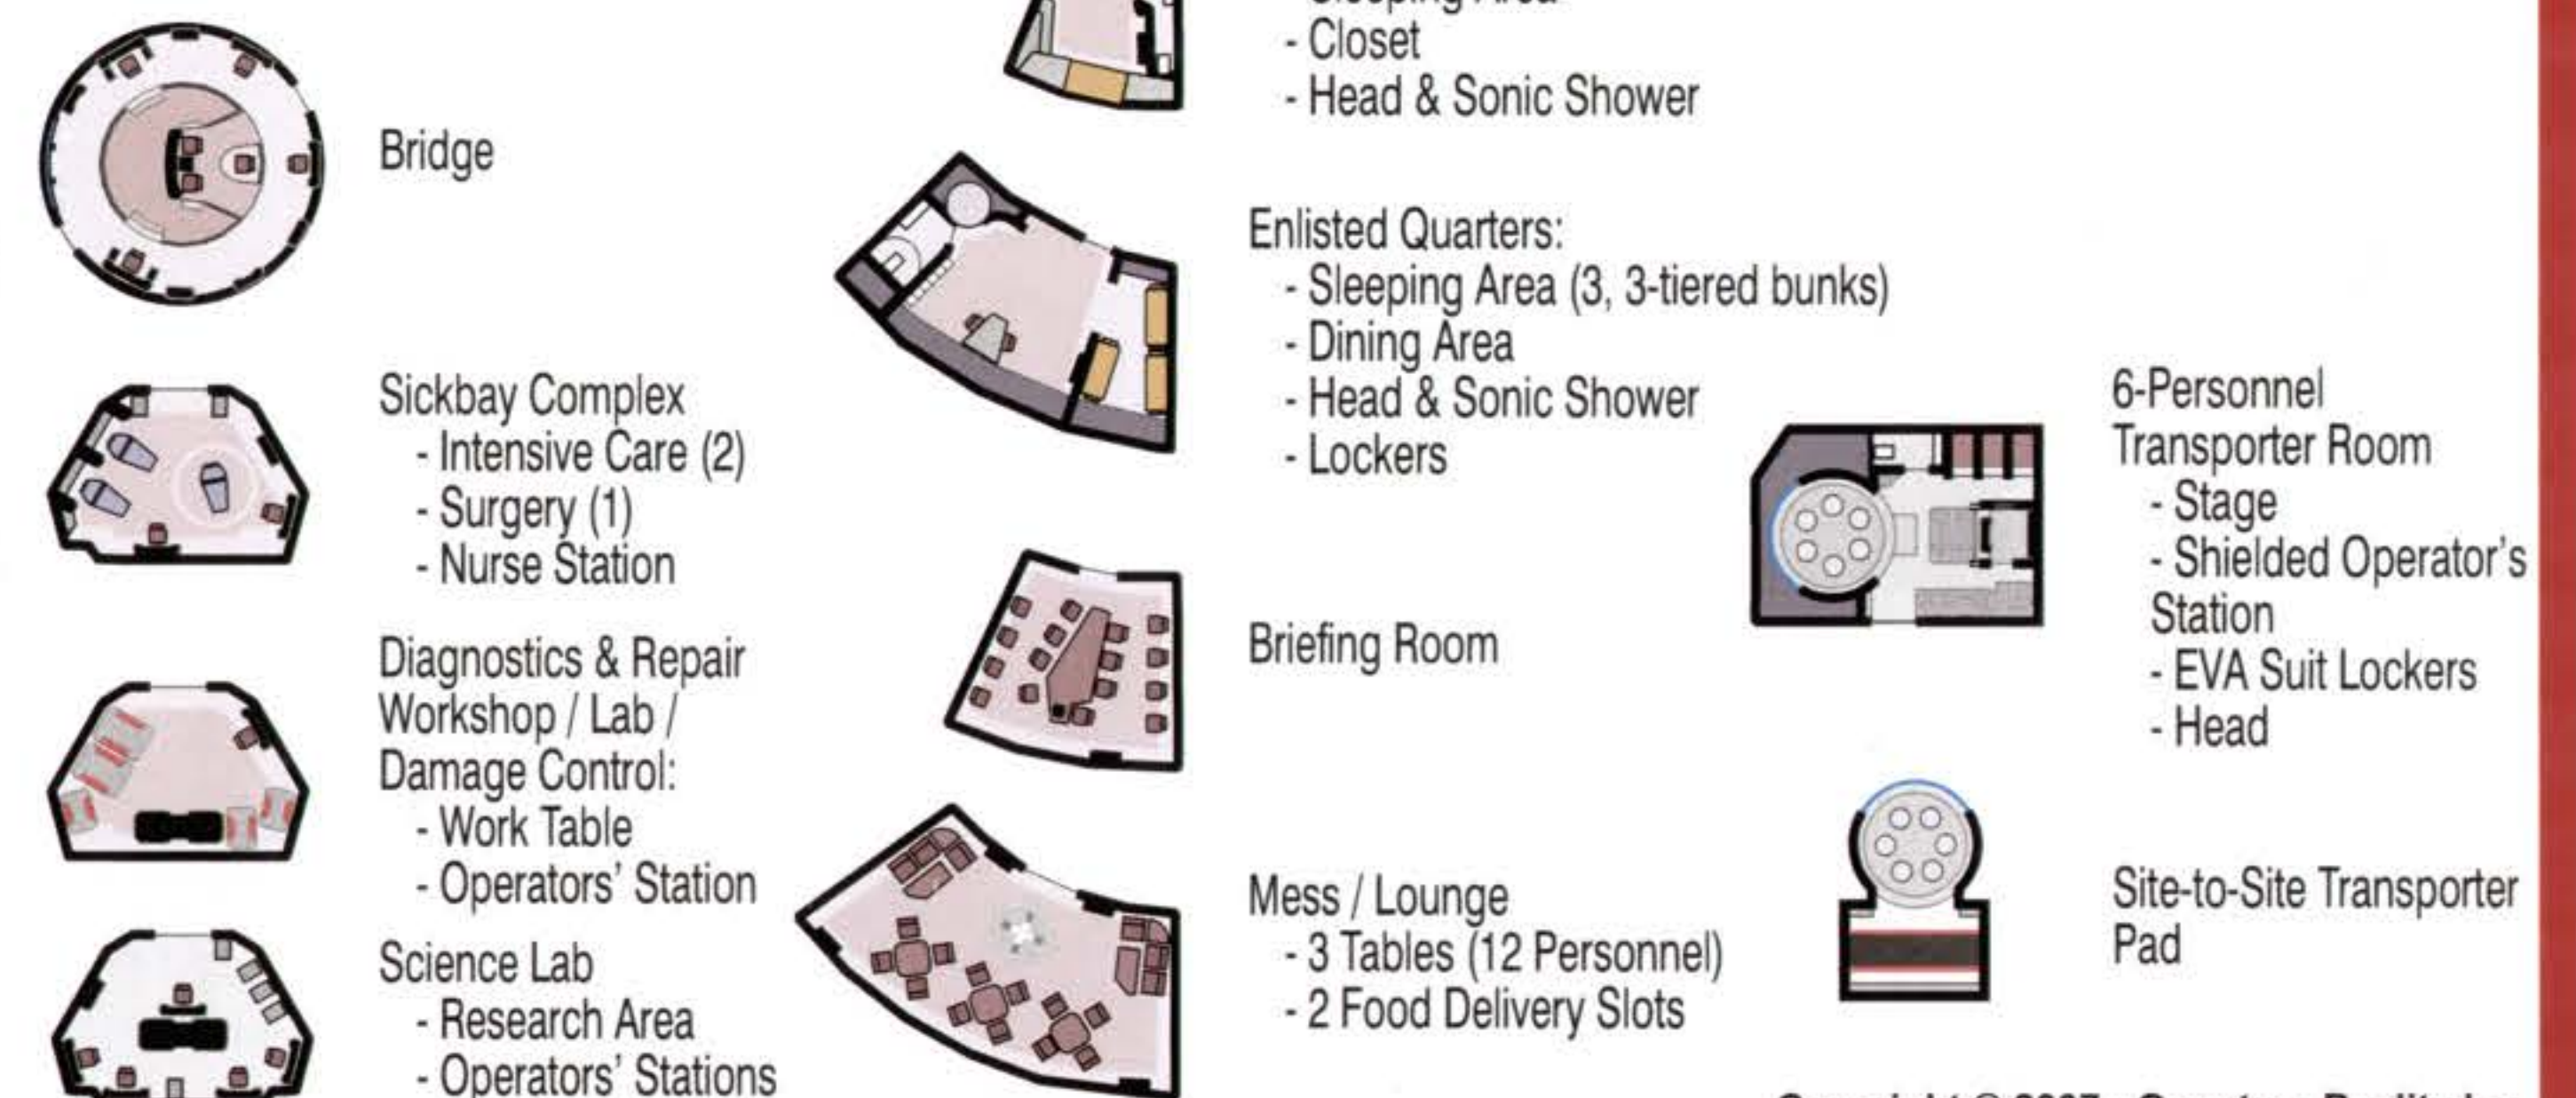 Bridge
Sickbay Complex
- Intensive Care (2)
- Surgery (1)
- Nurse Station
Diagnostics & Repair
Workshop / Lab /
Damage Control:
- Work Table
- Operators' Station
Science Lab
- Research Area
- Operators' Stations
- Sleeping Area
- Closet
- Head & Sonic Shower
Enlisted Quarters:
- Sleeping Area (3, 3-tiered bunks)
- Dining Area
- Head & Sonic Shower
- Lockers
Briefing Room
Mess / Lounge
- 3 Tables (12 Personnel)
- 2 Food Delivery Slots
6-Personnel
Transporter Room
- Stage
- Shielded Operator's
Station
- EVA Suit Lockers
- Head
Site-to-Site Transporter
Pad